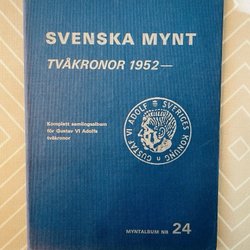 SVENSKA MYNT
TVÅKRONOR 1952—
Komplett samlingsalbum
för Gustav VI Adolfs
tvåkronor
GUSTAF VI ADOLF SVERIGES KONUNG
MYNTALBUM NR 24